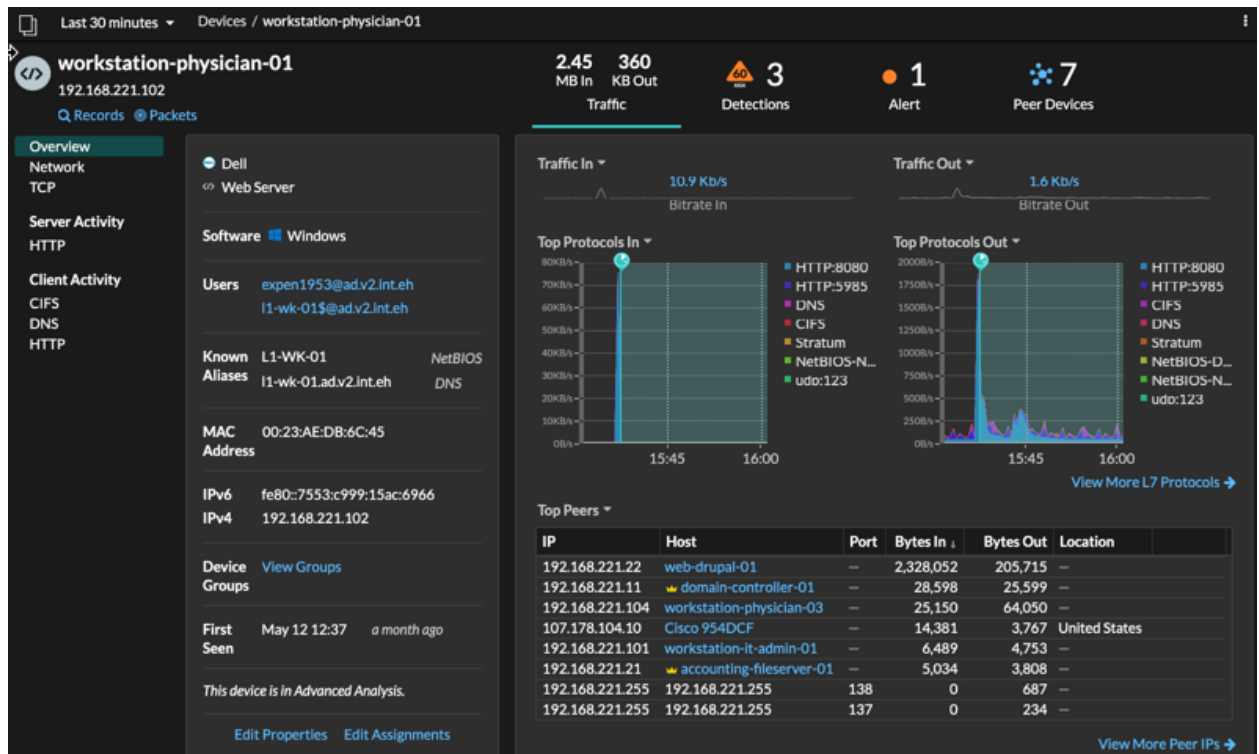 Last 30 minutes Devices / workstation-physician-01
workstation-physician-01
192.168.221.102
Records Packets
2.45 360
MB In KB Out
Traffic
60
3
Detections
1
Alert
7
Peer Devices
Overview
Network
TCP
Server Activity
HTTP
Client Activity
CIFS
DNS
HTTP
Dell
Web Server
Software Windows
Users expen1953@ad.v2.int.eh
l1-wk-01$@ad.v2.int.eh
Known Aliases L1-WK-01 NetBIOS
l1-wk-01.ad.v2.int.eh DNS
MAC Address 00:23:AE:DB:6C:45
IPv6 fe80::7553:c999:15ac:6966
IPv4 192.168.221.102
Device Groups View Groups
First Seen May 12 12:37 a month ago
This device is in Advanced Analysis.
Edit Properties Edit Assignments
Traffic In
10.9 Kb/s
Bitrate In
Traffic Out
1.6 Kb/s
Bitrate Out
Top Protocols In
80KB/s
70KB/s
60KB/s
50KB/s
40KB/s
30KB/s
20KB/s
10KB/s
0B/s
15:45 16:00
HTTP:8080
HTTP:5985
DNS
CIFS
Stratum
NetBIOS-N...
udp:123
Top Protocols Out
2000B/s
1750B/s
1500B/s
1250B/s
1000B/s
750B/s
500B/s
250B/s
0B/s
15:45 16:00
HTTP:8080
HTTP:5985
CIFS
DNS
Stratum
NetBIOS-D...
NetBIOS-N...
udp:123
View More L7 Protocols
Top Peers
IP Host Port Bytes In ↓ Bytes Out Location
192.168.221.22 web-drupal-01 — 2,328,052 205,715 —
192.168.221.11 domain-controller-01 — 28,598 25,599 —
192.168.221.104 workstation-physician-03 — 25,150 64,050 —
107.178.104.10 Cisco 954DCF — 14,381 3,767 United States
192.168.221.101 workstation-it-admin-01 — 6,489 4,753 —
192.168.221.21 accounting-fileserver-01 — 5,034 3,808 —
192.168.221.255 192.168.221.255 138 0 687 —
192.168.221.255 192.168.221.255 137 0 234 —
View More Peer IPs